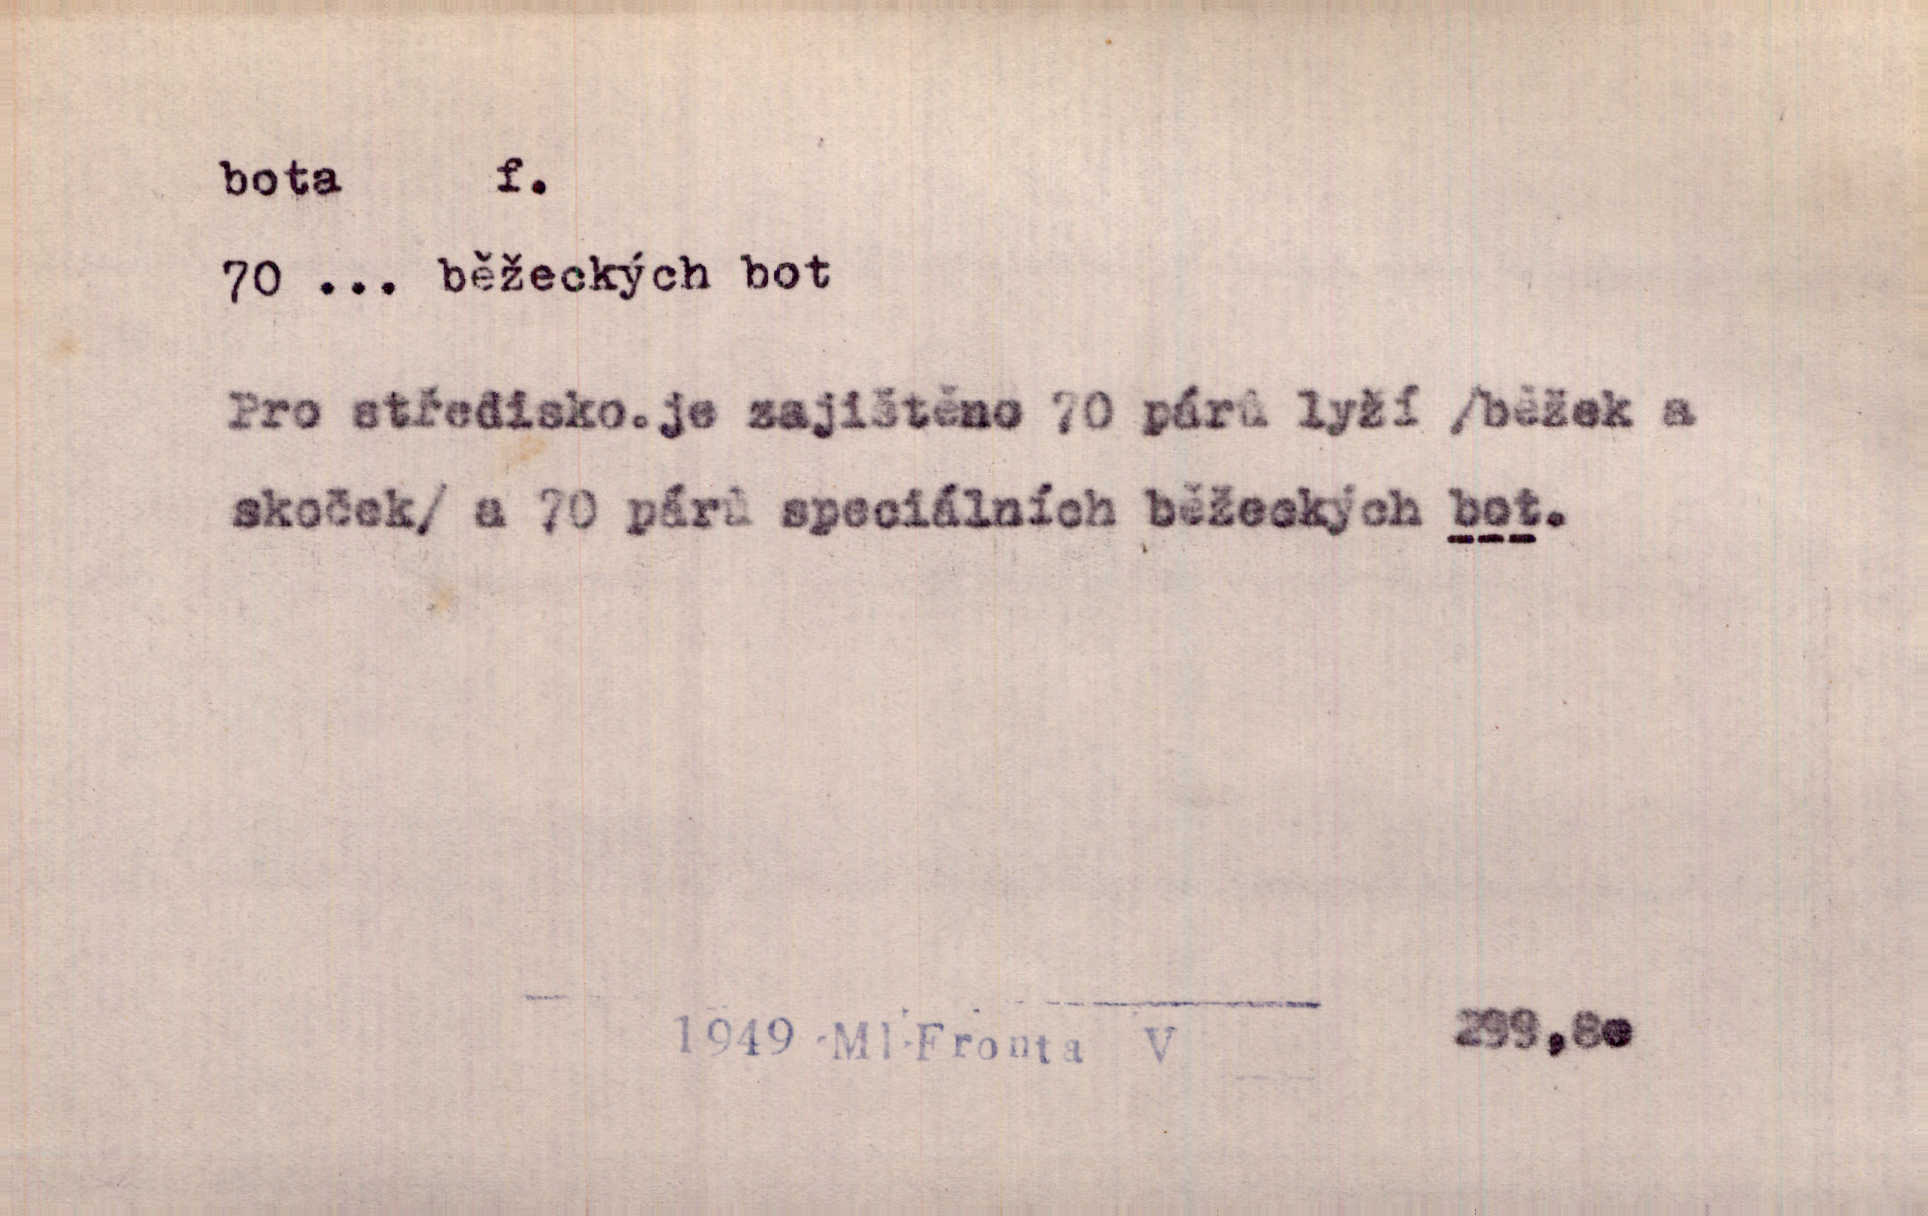 bota f.
70 ... běžeckých bot
Pro středisko.je zajištěno 70 párů lyží /běžek a
skoček/ a 70 párů speciálních běžeckých bot.
1949 Ml Fronta V 299,8e